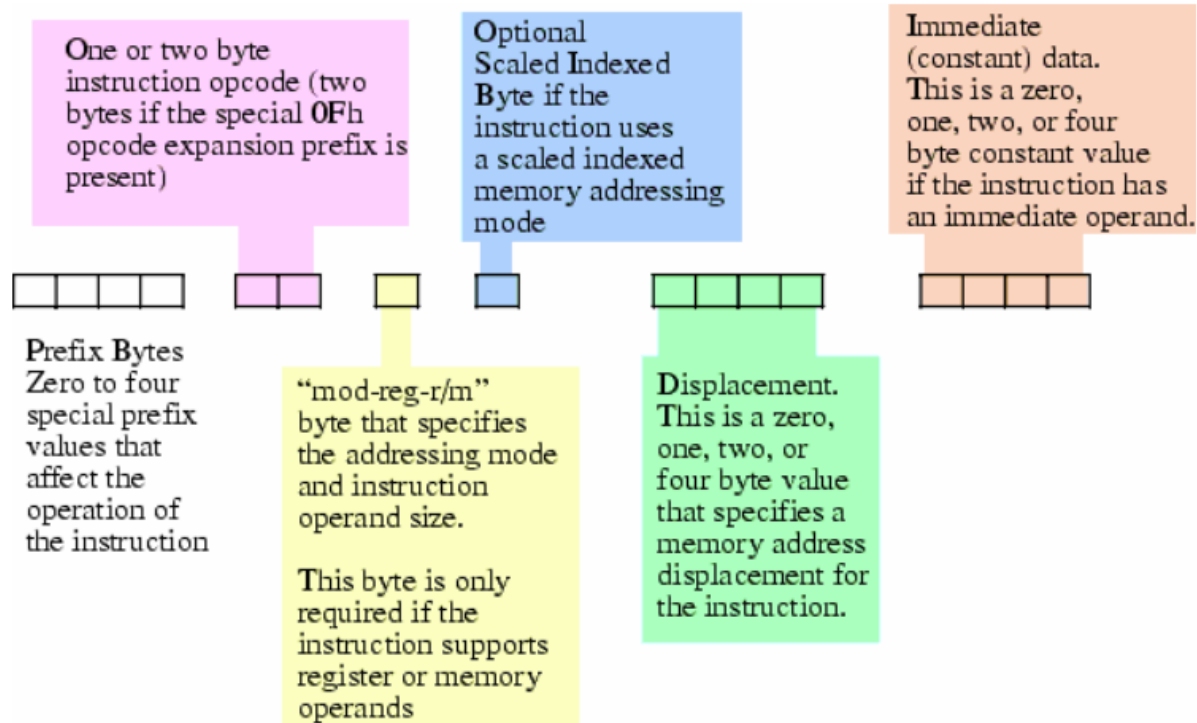 One or two byte
instruction opcode (two
bytes if the special 0Fh
opcode expansion prefix is
present)
Optional
Scaled Indexed
Byte if the
instruction uses
a scaled indexed
memory addressing
mode
Immediate
(constant) data.
This is a zero,
one, two, or four
byte constant value
if the instruction has
an immediate operand.
Prefix Bytes
Zero to four
special prefix
values that
affect the
operation of
the instruction
“mod-reg-r/m”
byte that specifies
the addressing mode
and instruction
operand size.
This byte is only
required if the
instruction supports
register or memory
operands
Displacement.
This is a zero,
one, two, or
four byte value
that specifies a
memory address
displacement for
the instruction.